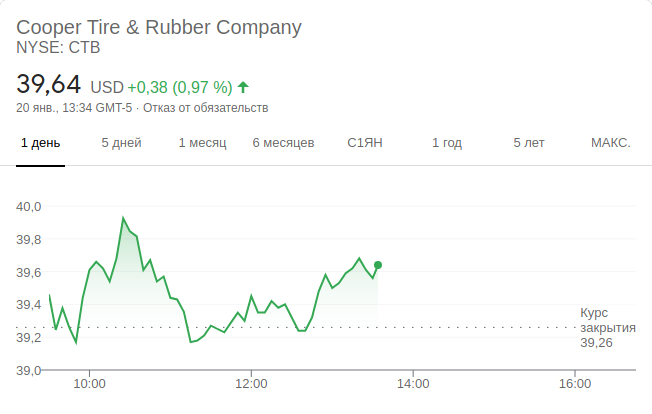 Cooper Tire & Rubber Company
NYSE: CTB
39,64 USD +0,38 (0,97 %)
20 янв., 13:34 GMT-5 · Отказ от обязательств
1 день 5 дней 1 месяц 6 месяцев С1ЯН 1 год 5 лет МАКС.
40,0
39,8
39,6
39,4
Курс
закрытия
39,26
39,2
39,0
10:00 12:00 14:00 16:00